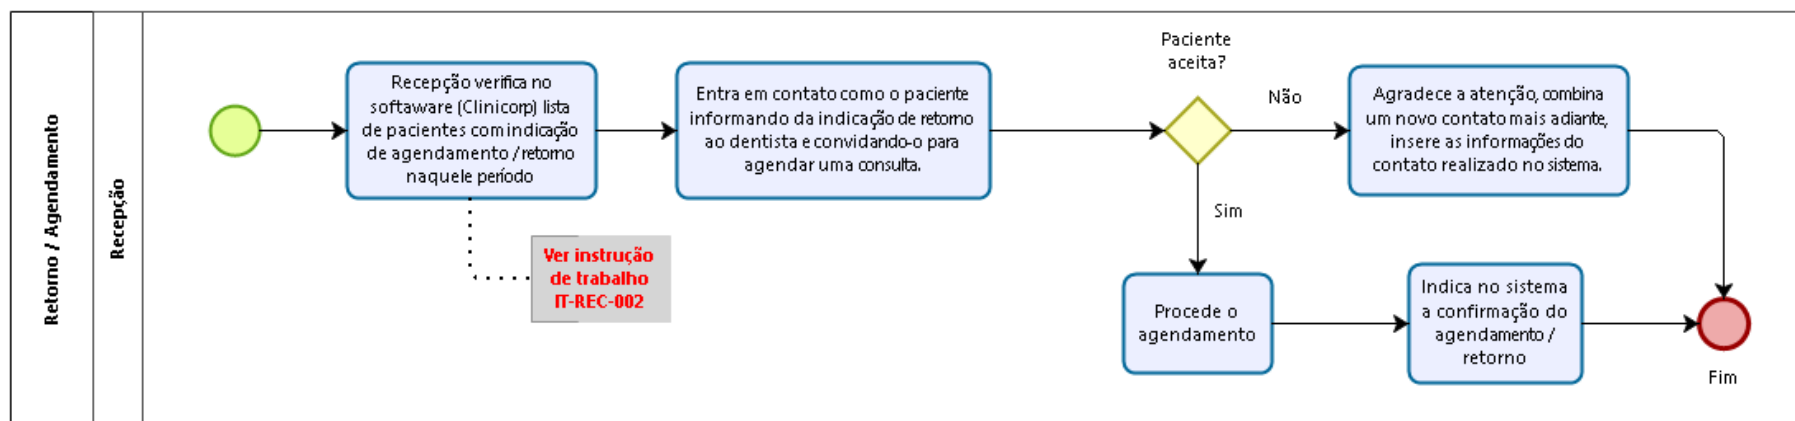 Retorno / Agendamento
Recepção
Recepção verifica no
softaware (Clinicorp) lista
de pacientes com indicação
de agendamento / retorno
naquele período
Ver instrução
de trabalho
IT-REC-002
Entra em contato como o paciente
informando da indicação de retorno
ao dentista e convidando-o para
agendar uma consulta.
Paciente
aceita?
Não
Agradece a atenção, combina
um novo contato mais adiante,
insere as informações do
contato realizado no sistema.
Sim
Procede o
agendamento
Indica no sistema
a confirmação do
agendamento /
retorno
Fim